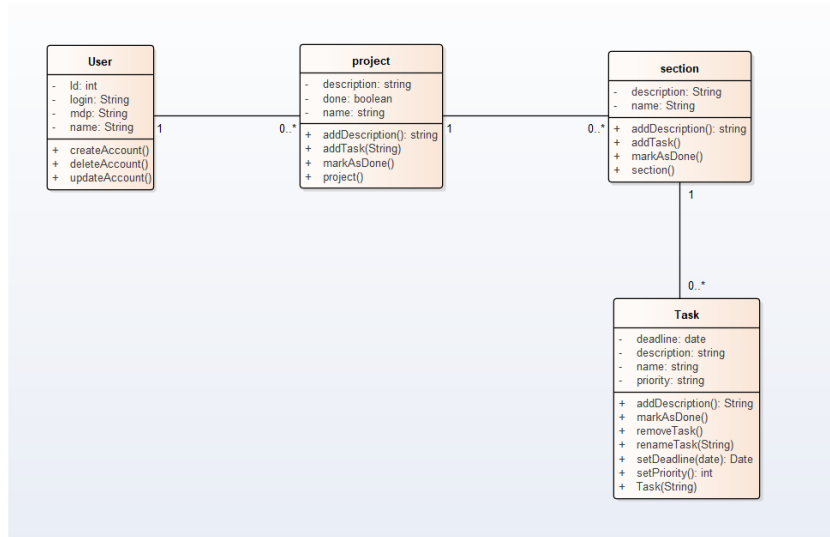 User
- Id: int
- login: String
- mdp: String
- name: String
+ createAccount()
+ deleteAccount()
+ updateAccount()
1
0..*
project
- description: string
- done: boolean
- name: string
+ addDescription(): string
+ addTask(String)
+ markAsDone()
+ project()
1
0..*
section
- description: String
- name: String
+ addDescription(): string
+ addTask()
+ markAsDone()
+ section()
1
0..*
Task
- deadline: date
- description: string
- name: string
- priority: string
+ addDescription(): String
+ markAsDone()
+ removeTask()
+ renameTask(String)
+ setDeadline(date): Date
+ setPriority(): int
+ Task(String)